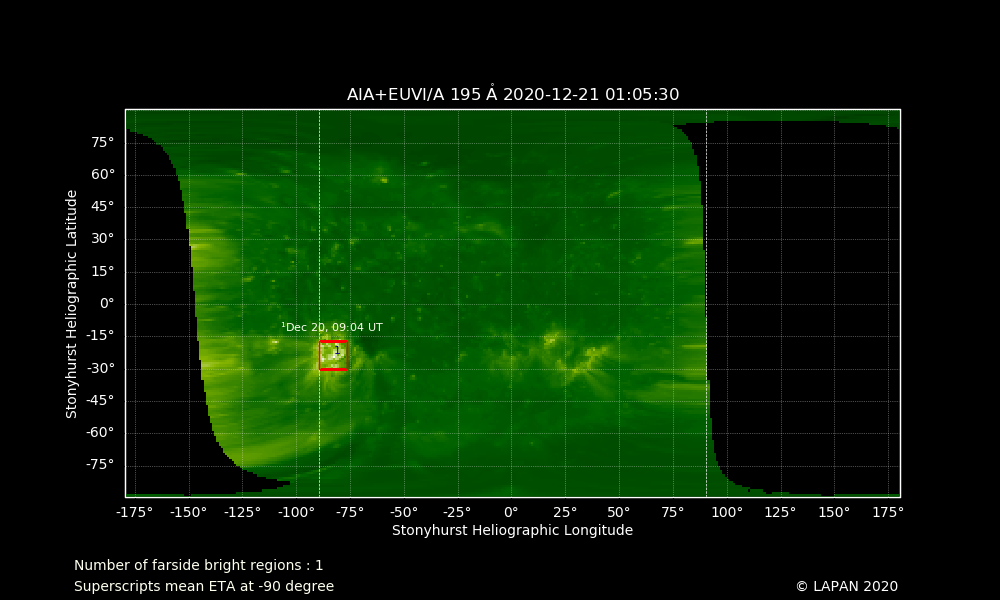 AIA+EUVI/A 195 Å 2020-12-21 01:05:30
Stonyhurst Heliographic Latitude
75°
60°
45°
30°
15°
0°
-15°
-30°
-45°
-60°
-75°
¹Dec 20, 09:04 UT
1
-175° -150° -125° -100° -75° -50° -25° 0° 25° 50° 75° 100° 125° 150° 175°
Stonyhurst Heliographic Longitude
Number of farside bright regions : 1
Superscripts mean ETA at -90 degree
© LAPAN 2020